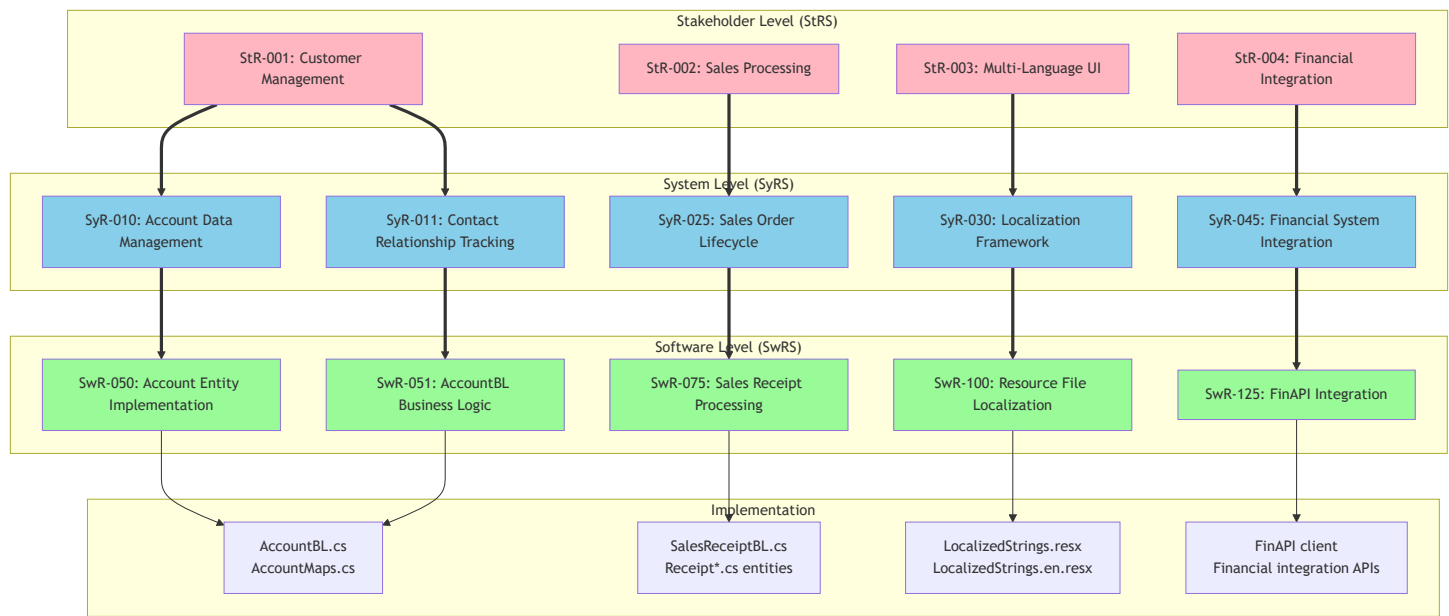 Stakeholder Level (StRS)
StR-001: Customer
Management
StR-002: Sales Processing
StR-003: Multi-Language UI
StR-004: Financial
Integration
System Level (SyRS)
SyR-010: Account Data
Management
SyR-011: Contact
Relationship Tracking
SyR-025: Sales Order
Lifecycle
SyR-030: Localization
Framework
SyR-045: Financial System
Integration
Software Level (SwRS)
SwR-050: Account Entity
Implementation
SwR-051: AccountBL
Business Logic
SwR-075: Sales Receipt
Processing
SwR-100: Resource File
Localization
SwR-125: FinAPI Integration
Implementation
AccountBL.cs
AccountMaps.cs
SalesReceiptBL.cs
Receipt*.cs entities
LocalizedStrings.resx
LocalizedStrings.en.resx
FinAPI client
Financial integration APIs